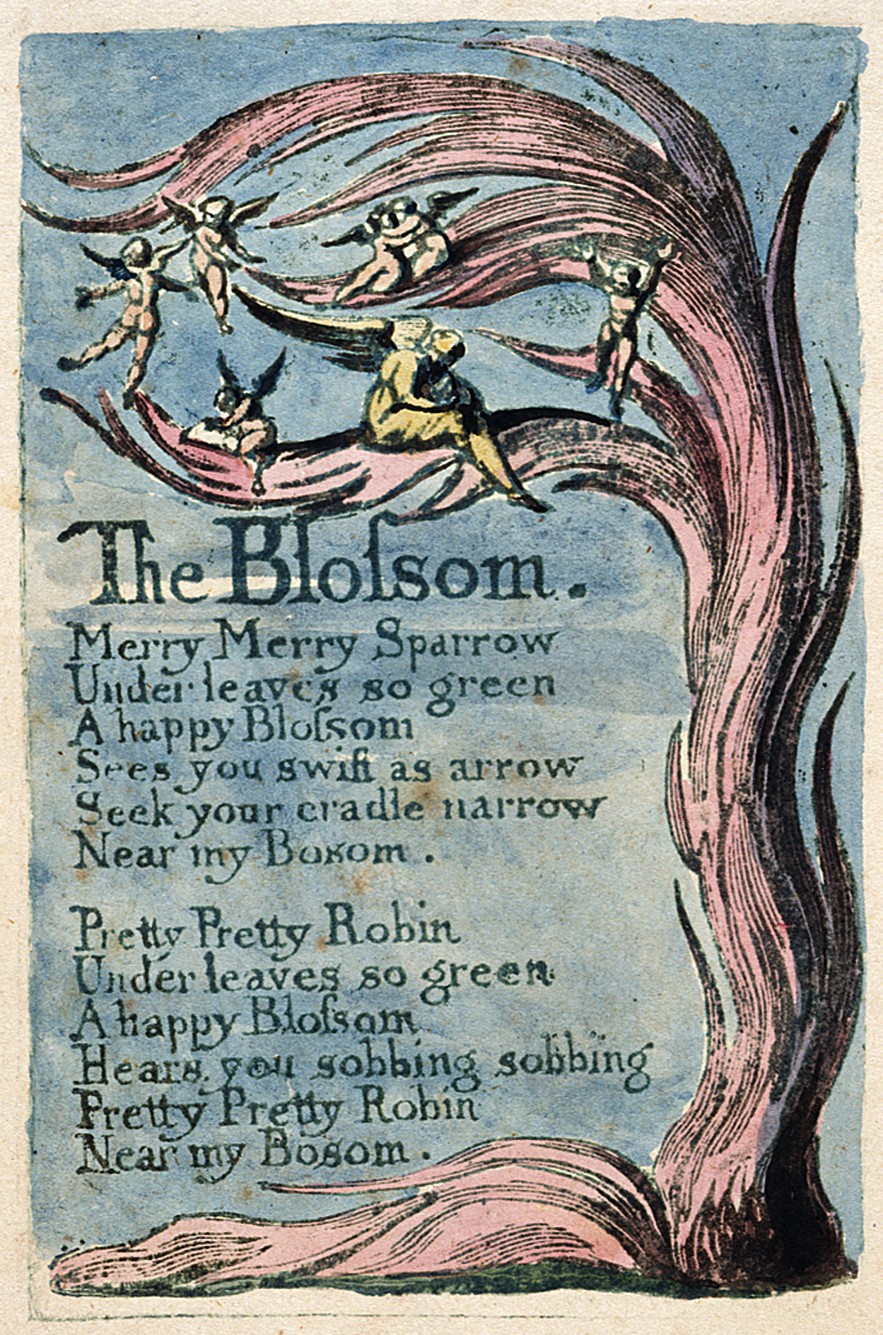 The Bloſsom.
Merry Merry Sparrow
Under leaves so green
A happy Bloſsom
Sees you swift as arrow
Seek your cradle narrow
Near my Bosom.
Pretty Pretty Robin
Under leaves so green
A happy Bloſsom
Hears you sobbing sobbing
Pretty Pretty Robin
Near my Bosom.